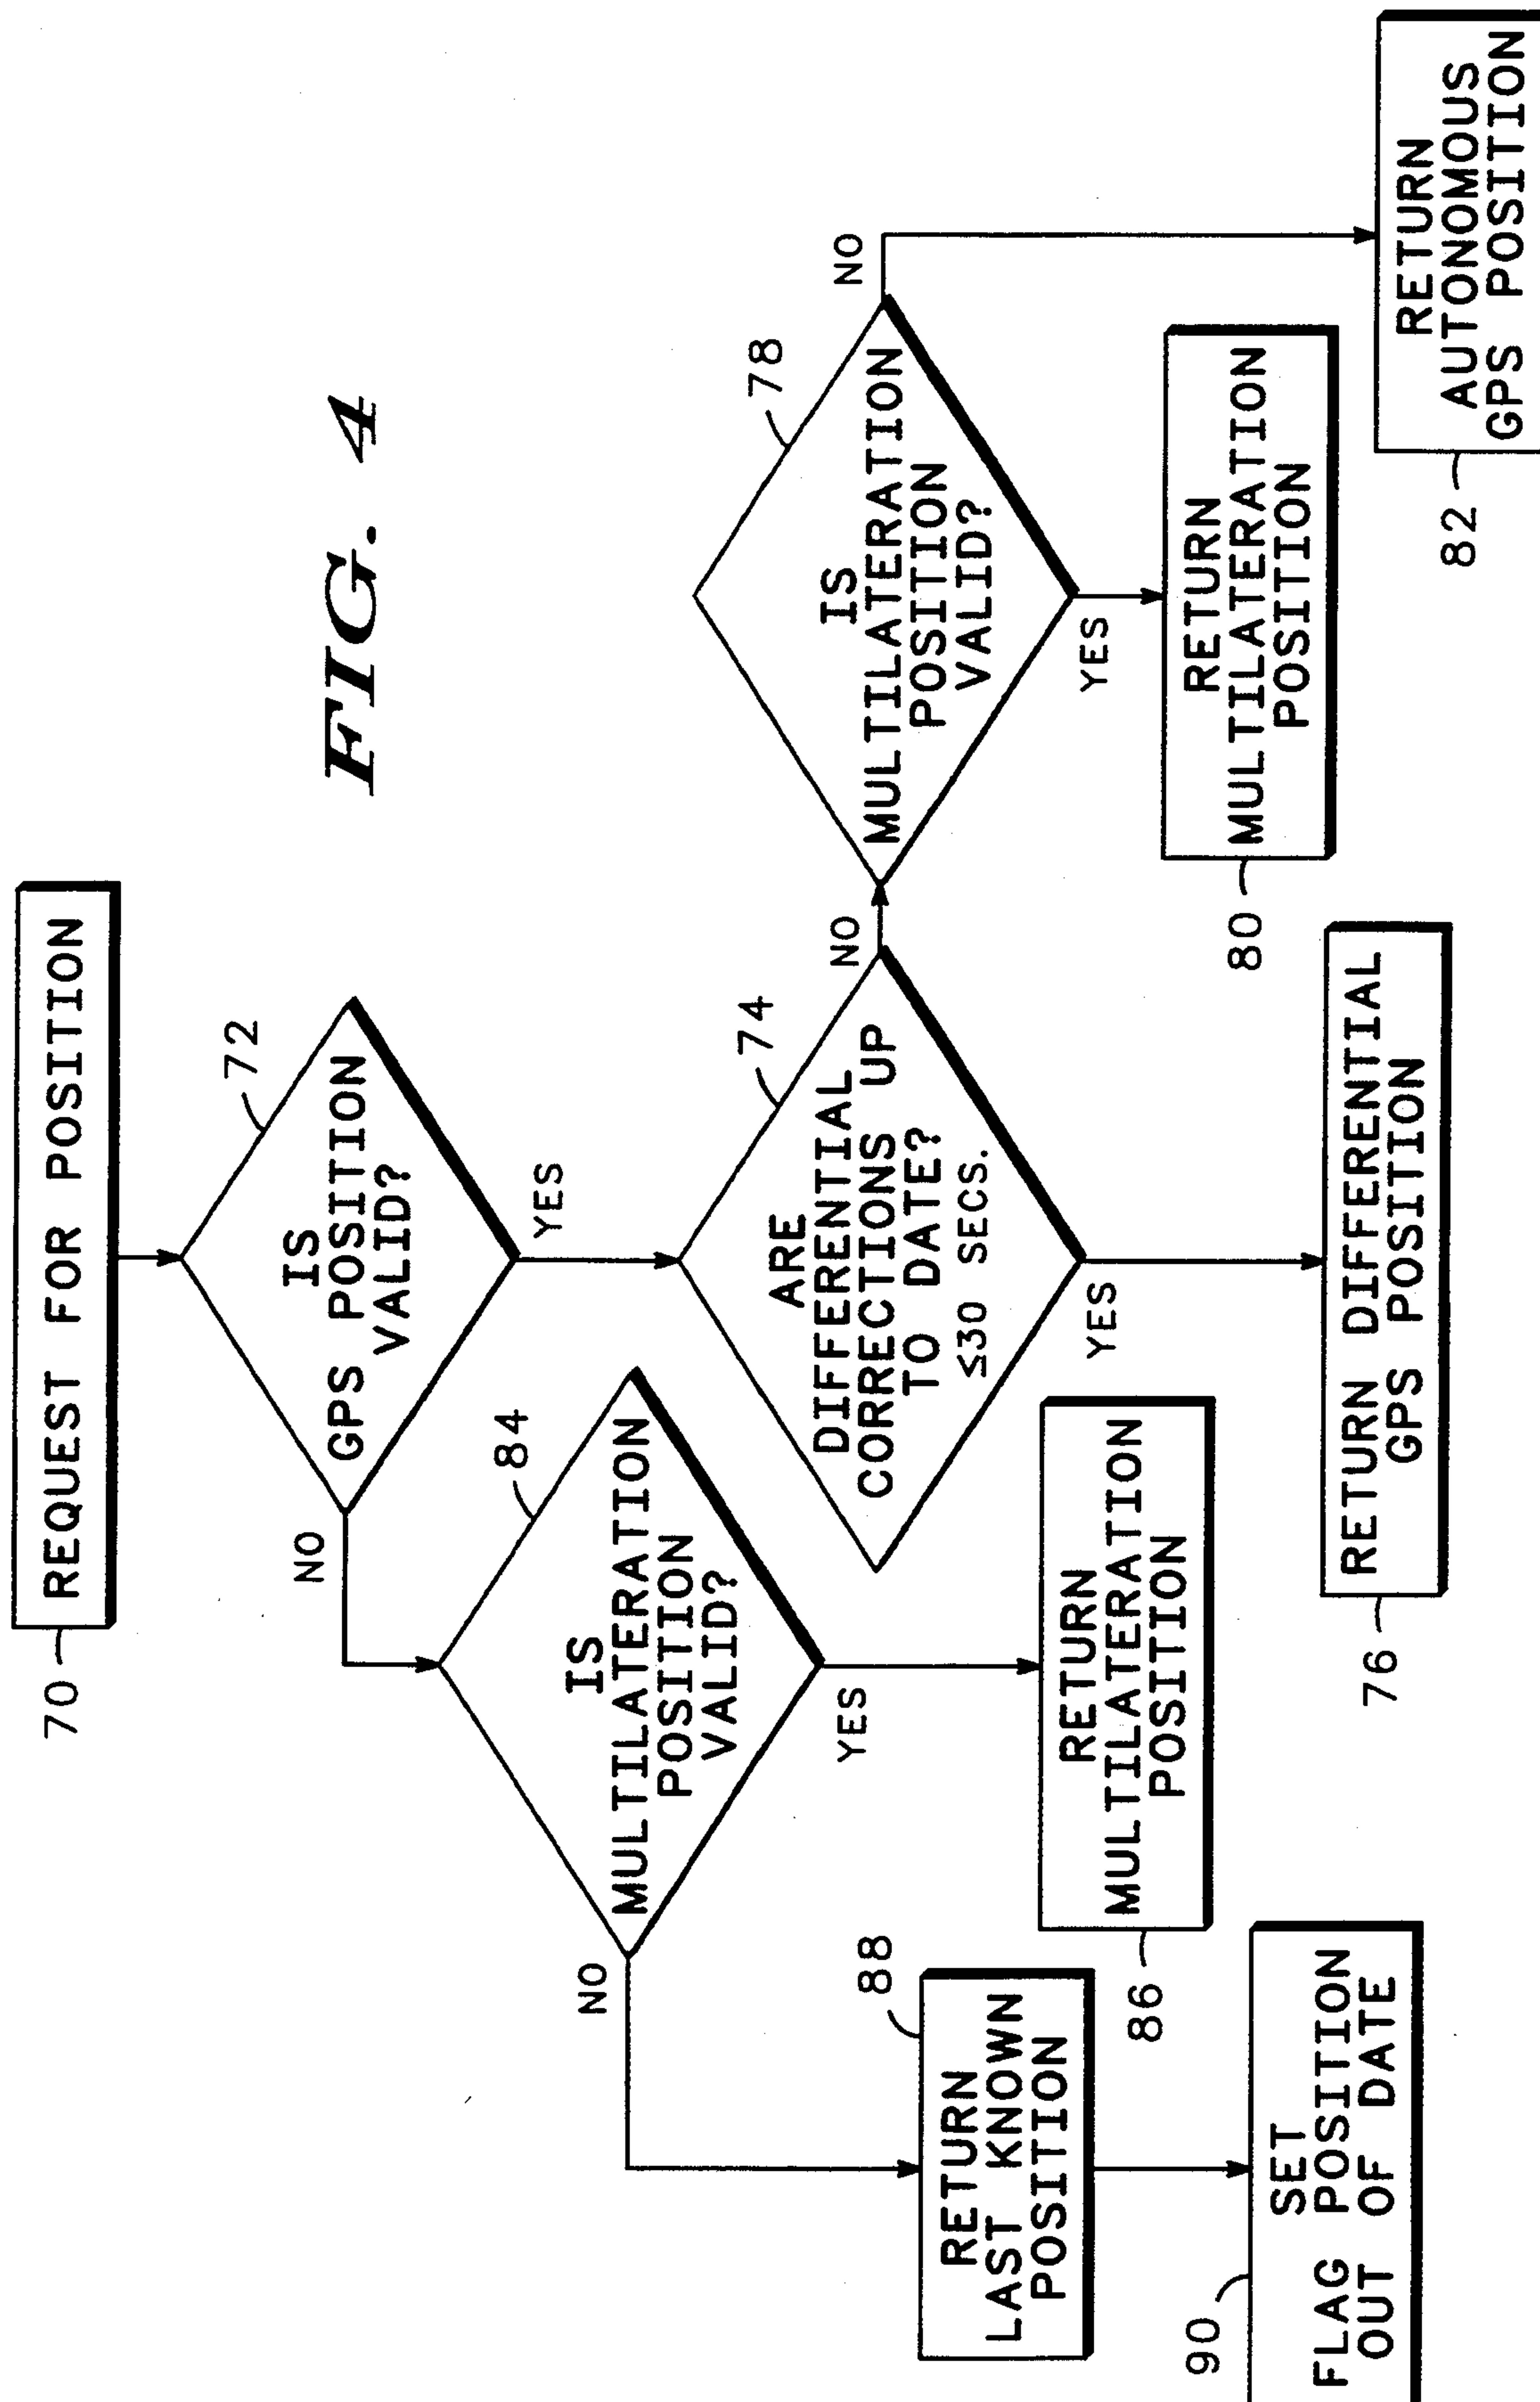 FIG. 4
70
REQUEST FOR POSITION
72
IS
GPS POSITION
VALID?
NO
YES
84
IS
MULTILATERATION
POSITION
VALID?
NO
YES
74
ARE
DIFFERENTIAL
CORRECTIONS UP
TO DATE?
≤30 SECS.
NO
YES
78
IS
MULTILATERATION
POSITION
VALID?
NO
YES
88
RETURN
LAST KNOWN
POSITION
86
RETURN
MULTILATERATION
POSITION
80
RETURN
MULTILATERATION
POSITION
90
SET
FLAG POSITION
OUT OF DATE
76
RETURN DIFFERENTIAL
GPS POSITION
82
RETURN
AUTONOMOUS
GPS POSITION